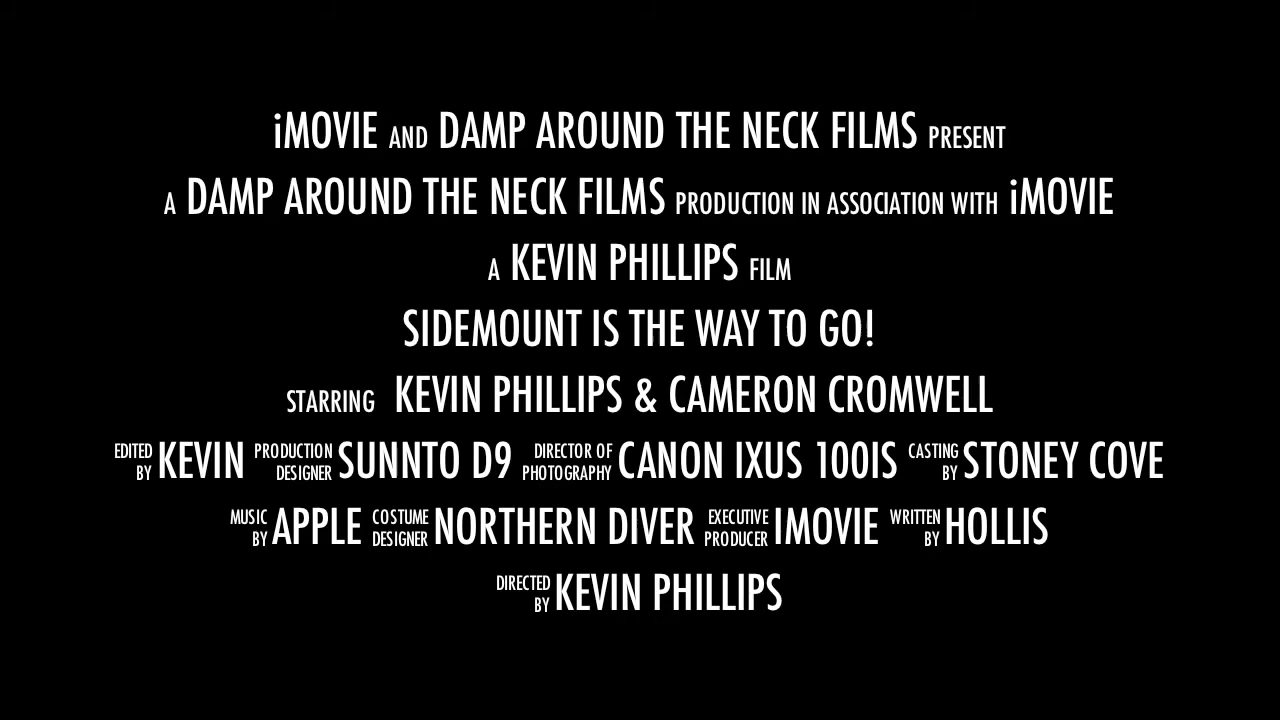 iMOVIE AND DAMP AROUND THE NECK FILMS PRESENT
A DAMP AROUND THE NECK FILMS PRODUCTION IN ASSOCIATION WITH iMOVIE
A KEVIN PHILLIPS FILM
SIDEMOUNT IS THE WAY TO GO!
STARRING KEVIN PHILLIPS & CAMERON CROMWELL
EDITED BY KEVIN PRODUCTION DESIGNER SUNNTO D9 DIRECTOR OF PHOTOGRAPHY CANON IXUS 100IS CASTING BY STONEY COVE
MUSIC BY APPLE COSTUME DESIGNER NORTHERN DIVER EXECUTIVE PRODUCER IMOVIE WRITTEN BY HOLLIS
DIRECTED BY KEVIN PHILLIPS